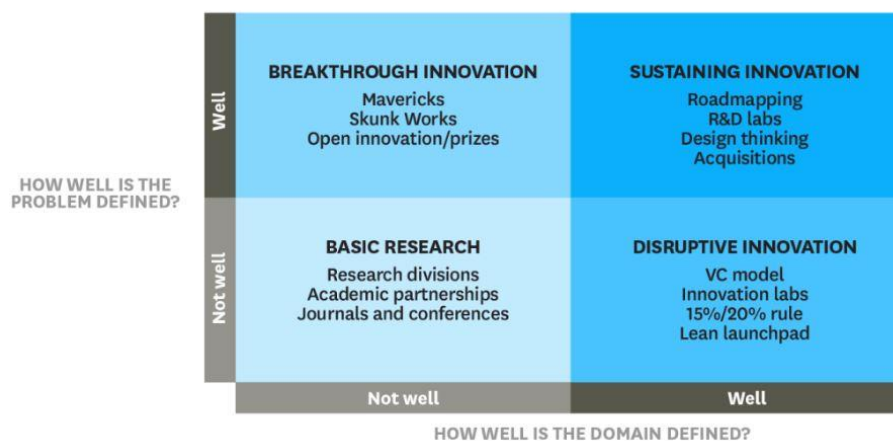 BREAKTHROUGH INNOVATION
Mavericks
Skunk Works
Open innovation/prizes
SUSTAINING INNOVATION
Roadmapping
R&D labs
Design thinking
Acquisitions
Well
HOW WELL IS THE
PROBLEM DEFINED?
Not well
BASIC RESEARCH
Research divisions
Academic partnerships
Journals and conferences
DISRUPTIVE INNOVATION
VC model
Innovation labs
15%/20% rule
Lean launchpad
Not well
Well
HOW WELL IS THE DOMAIN DEFINED?